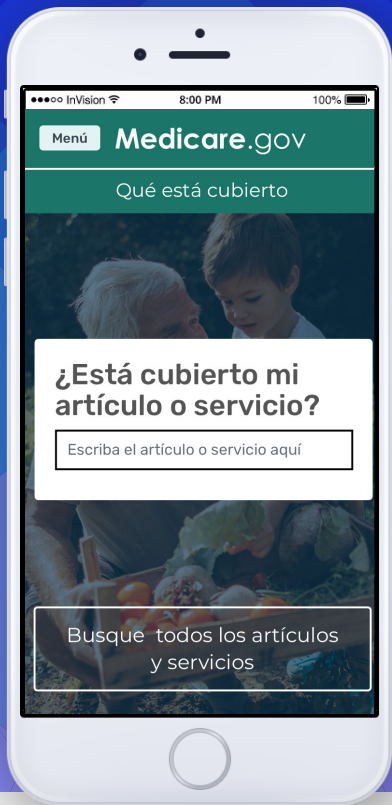 InVision 8:00 PM 100%
Menú Medicare.gov
Qué está cubierto
¿Está cubierto mi
artículo o servicio?
Escriba el artículo o servicio aquí
Busque todos los artículos
y servicios